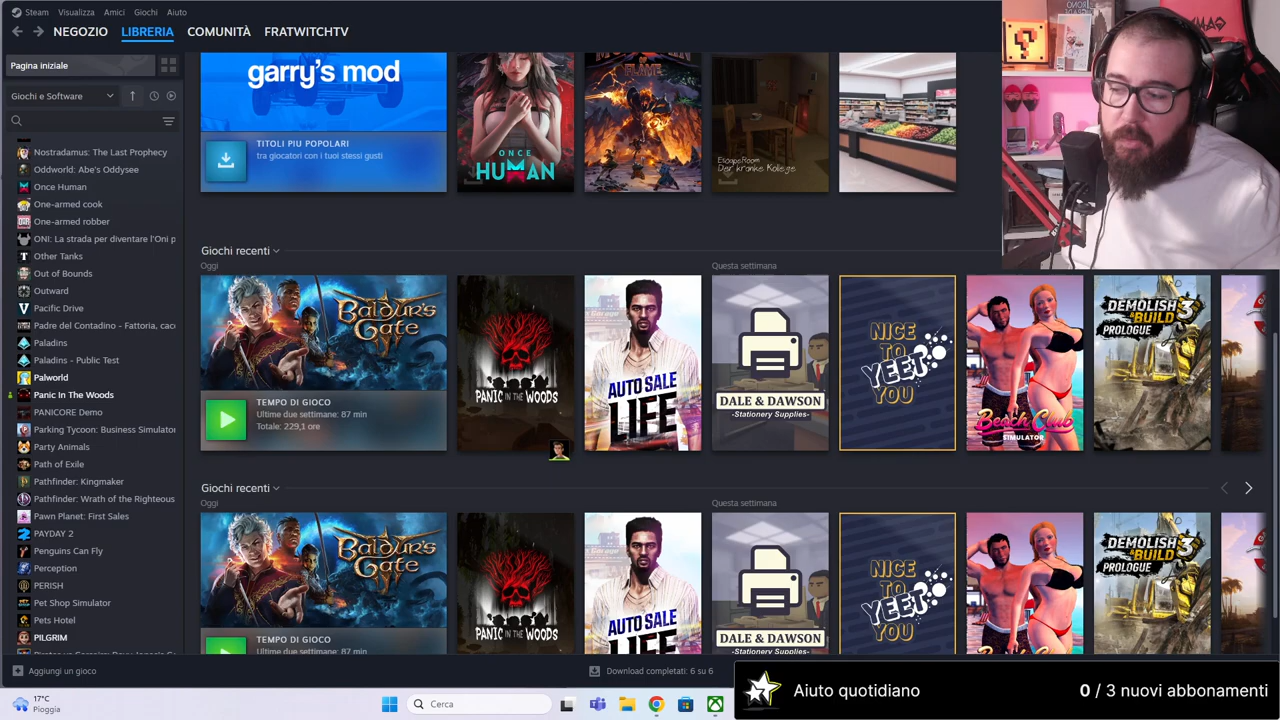 Steam Visualizza Amici Giochi Aiuto
NEGOZIO LIBRERIA COMUNITÀ FRATWITCHTV
Pagina iniziale
Giochi e Software
Nostradamus: The Last Prophecy
Oddworld: Abe's Oddysee
Once Human
One-armed cook
One-armed robber
ONI: La strada per diventare l'Oni p
Other Tanks
Out of Bounds
Outward
Pacific Drive
Padre del Contadino - Fattoria, cacc
Paladins
Paladins - Public Test
Palworld
Panic In The Woods
PANICORE Demo
Parking Tycoon: Business Simulator
Party Animals
Path of Exile
Pathfinder: Kingmaker
Pathfinder: Wrath of the Righteous
Pawn Planet: First Sales
PAYDAY 2
Penguins Can Fly
Perception
PERISH
Pet Shop Simulator
Pets Hotel
PILGRIM
garry's mod
TITOLI PIU POPOLARI
tra giocatori con i tuoi stessi gusti
ONCE
HUMAN
FLAME
EscapeRoom
Der kranke Kollege
Giochi recenti
Oggi
Questa settimana
BALDUR'S
GATE
TEMPO DI GIOCO
Ultime due settimane: 87 min
Totale: 229,1 ore
PANIC IN THE WOODS
AUTO SALE
LIFE
DALE & DAWSON
-Stationery Supplies-
NICE
TO
YEET
YOU
Beach Club
SIMULATOR
DEMOLISH
&BUILD 3
PROLOGUE
Giochi recenti
Oggi
Questa settimana
BALDUR'S
GATE
TEMPO DI GIOCO
Ultime due settimane: 87 min
PANIC IN THE WOODS
AUTO SALE
LIFE
DALE & DAWSON
-Stationery Supplies-
NICE
TO
YEET
YOU
Beach Club
DEMOLISH
&BUILD 3
PROLOGUE
Aggiungi un gioco
Download completati: 6 su 6
Aiuto quotidiano
0 / 3 nuovi abbonamenti
17°C
Pioggia
Cerca